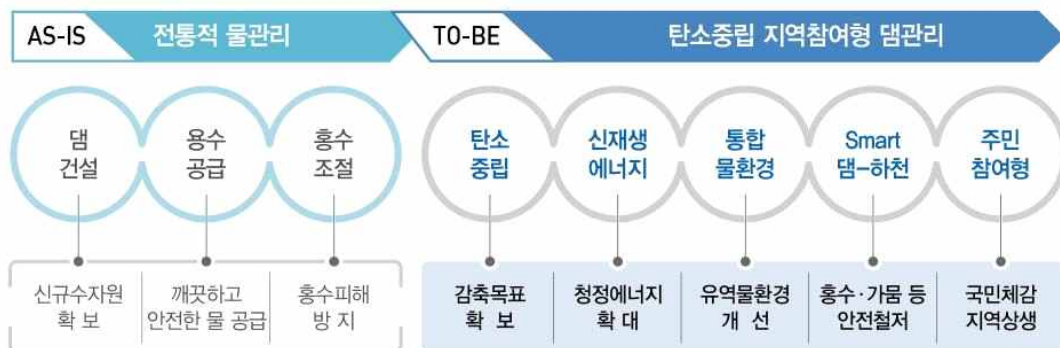 AS-IS 전통적 물관리 TO-BE 탄소중립 지역참여형 댐관리
댐
건설
용수
공급
홍수
조절
탄소
중립
신재생
에너지
통합
물환경
Smart
댐-하천
주민
참여형
신규수자원
확 보
깨끗하고
안전한 물 공급
홍수피해
방 지
감축목표
확 보
청정에너지
확 대
유역물환경
개 선
홍수·가뭄 등
안전철저
국민체감
지역상생